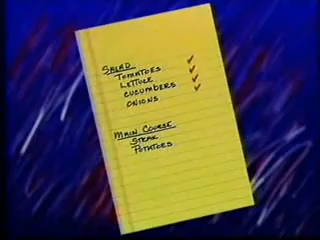 SALAD
TOMATOES
LETTUCE
CUCUMBERS
ONIONS
MAIN COURSE
STEAK
POTATOES